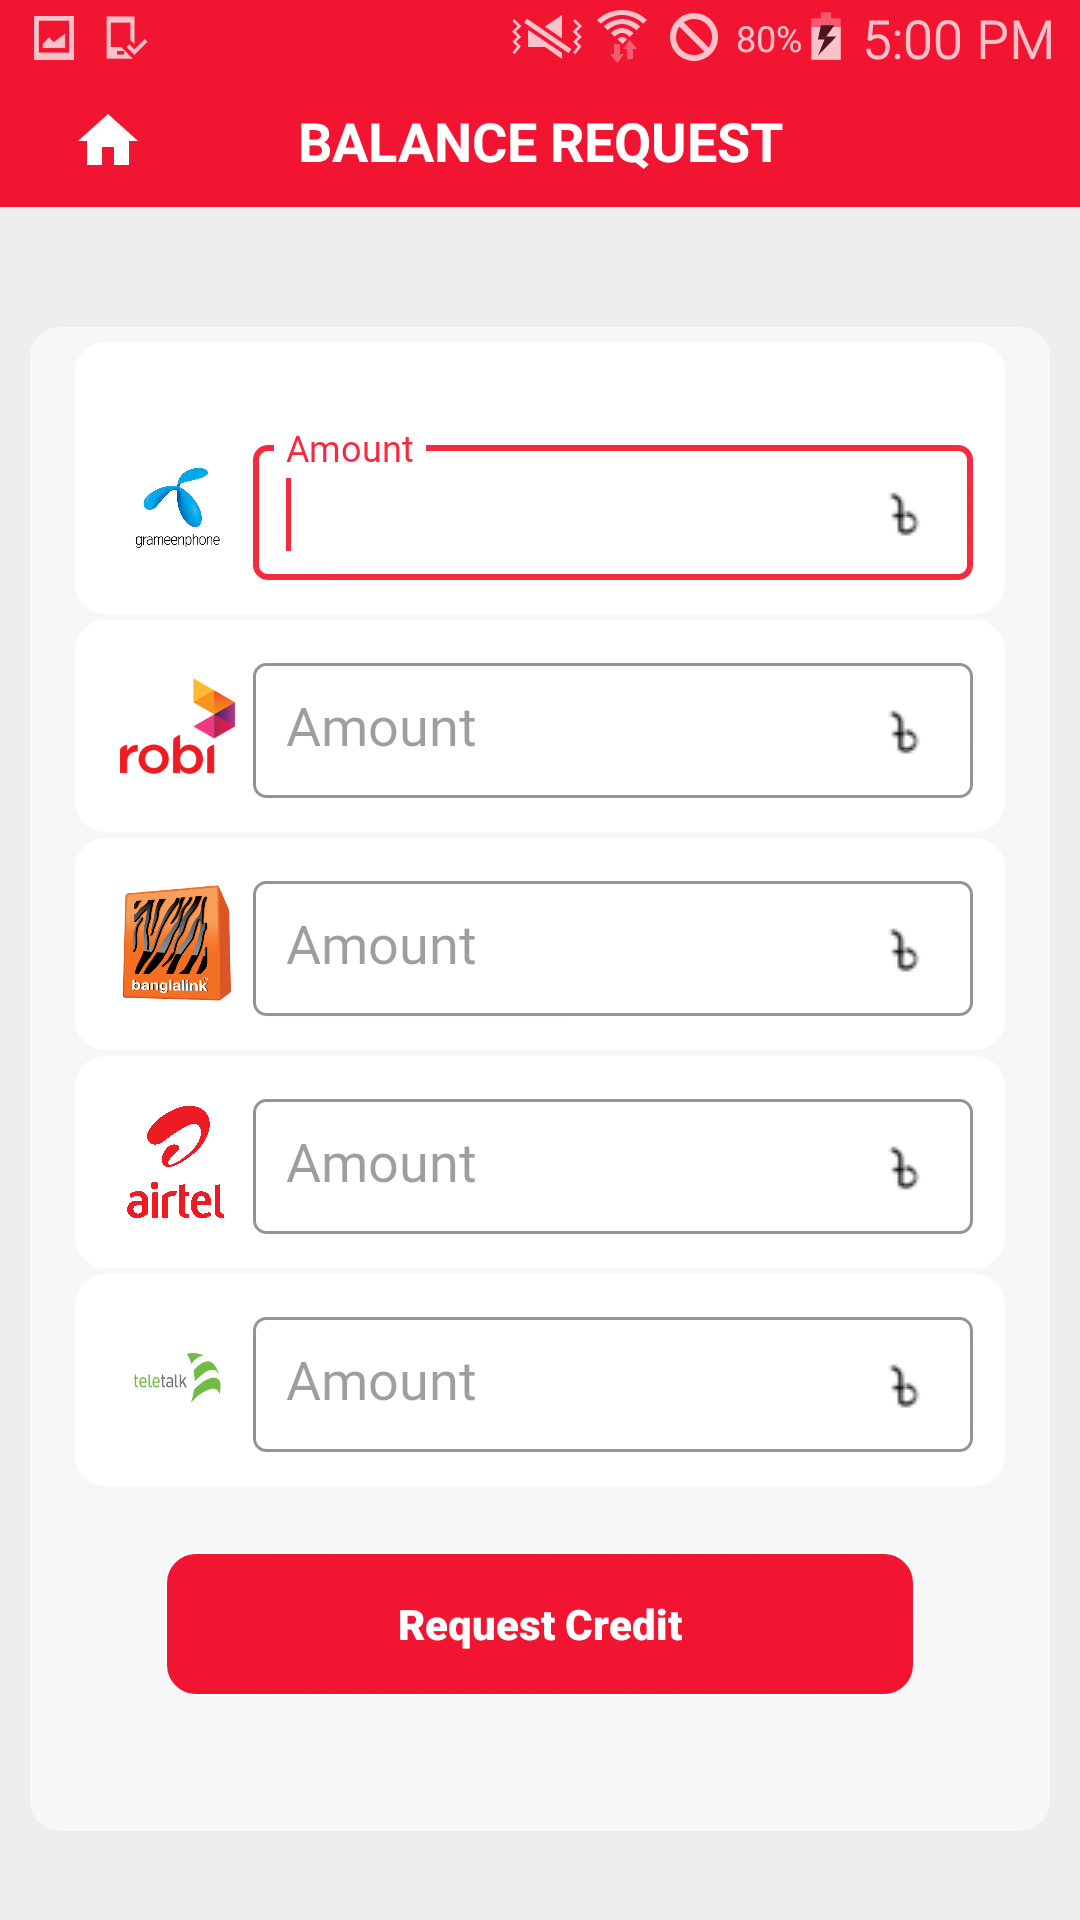 80% 5:00 PM
BALANCE REQUEST
Amount
৳
grameenphone
Amount
৳
robi
Amount
৳
banglalink
Amount
৳
airtel
Amount
৳
teletalk
Request Credit